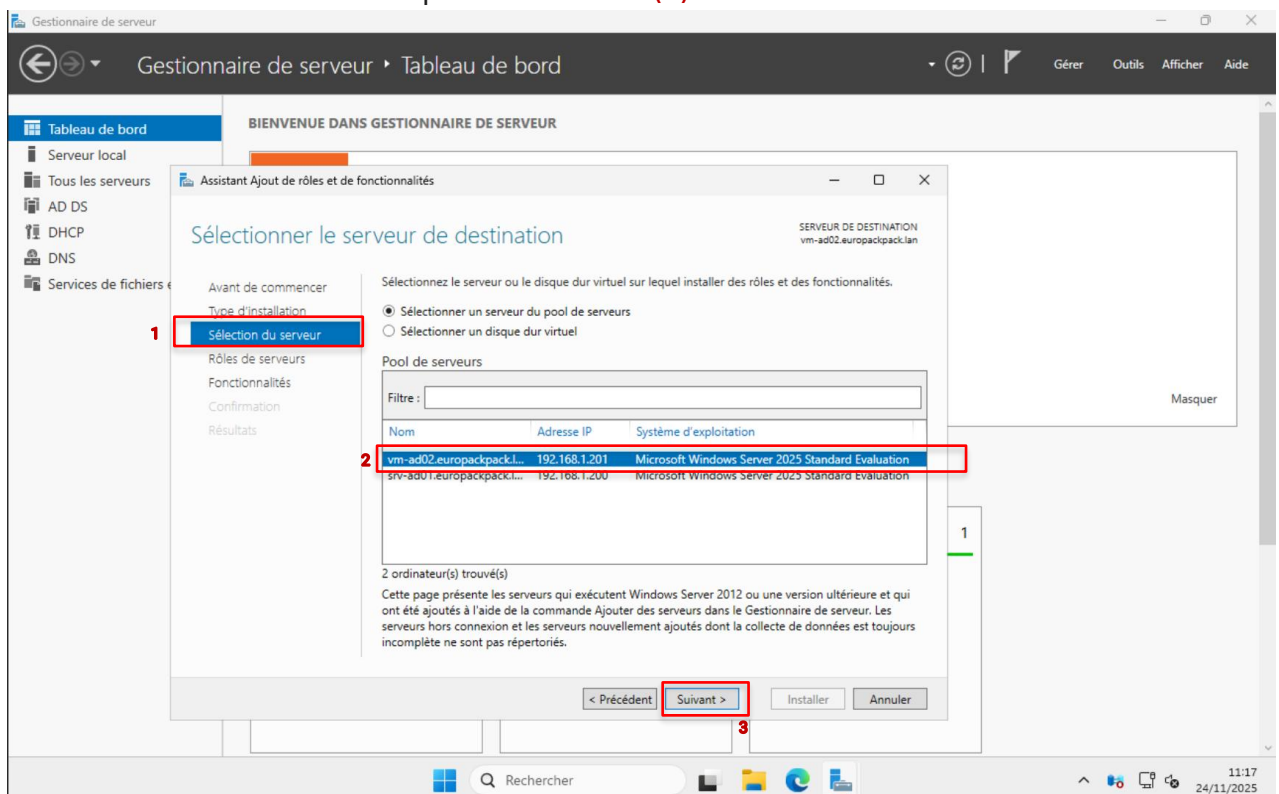 Gestionnaire de serveur
Gestionnaire de serveur ‣ Tableau de bord
Gérer Outils Afficher Aide
Tableau de bord
Serveur local
Tous les serveurs
AD DS
DHCP
DNS
Services de fichiers e
BIENVENUE DANS GESTIONNAIRE DE SERVEUR
Masquer
1
Assistant Ajout de rôles et de fonctionnalités
Sélectionner le serveur de destination
SERVEUR DE DESTINATION
vm-ad02.europackpack.lan
Avant de commencer
Type d'installation
1 Sélection du serveur
Rôles de serveurs
Fonctionnalités
Confirmation
Résultats
Sélectionnez le serveur ou le disque dur virtuel sur lequel installer des rôles et des fonctionnalités.
Sélectionner un serveur du pool de serveurs
Sélectionner un disque dur virtuel
Pool de serveurs
Filtre :
Nom Adresse IP Système d'exploitation
2 vm-ad02.europackpack.l... 192.168.1.201 Microsoft Windows Server 2025 Standard Evaluation
srv-ad01.europackpack.l... 192.168.1.200 Microsoft Windows Server 2025 Standard Evaluation
2 ordinateur(s) trouvé(s)
Cette page présente les serveurs qui exécutent Windows Server 2012 ou une version ultérieure et qui
ont été ajoutés à l'aide de la commande Ajouter des serveurs dans le Gestionnaire de serveur. Les
serveurs hors connexion et les serveurs nouvellement ajoutés dont la collecte de données est toujours
incomplète ne sont pas répertoriés.
< Précédent Suivant > Installer Annuler
3
Rechercher
11:17
24/11/2025